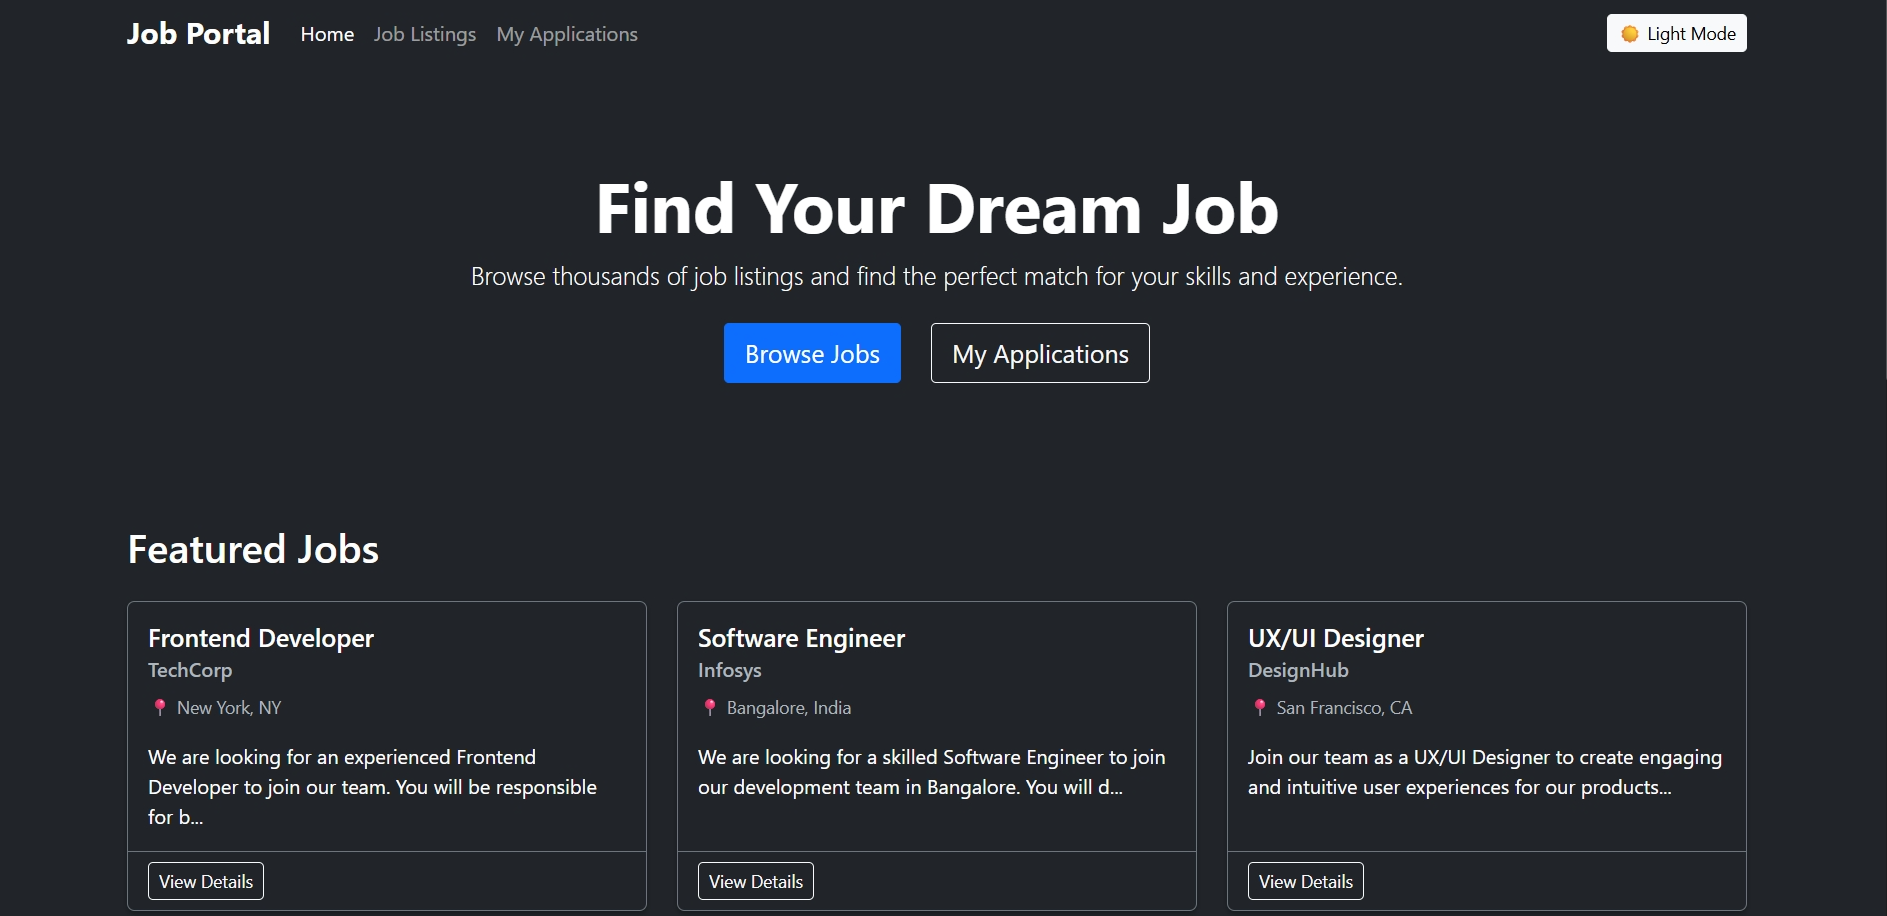 Job Portal Home Job Listings My Applications Light Mode
Find Your Dream Job
Browse thousands of job listings and find the perfect match for your skills and experience.
Browse Jobs My Applications
Featured Jobs
Frontend Developer
TechCorp
New York, NY
We are looking for an experienced Frontend
Developer to join our team. You will be responsible
for b...
View Details
Software Engineer
Infosys
Bangalore, India
We are looking for a skilled Software Engineer to join
our development team in Bangalore. You will d...
View Details
UX/UI Designer
DesignHub
San Francisco, CA
Join our team as a UX/UI Designer to create engaging
and intuitive user experiences for our products...
View Details